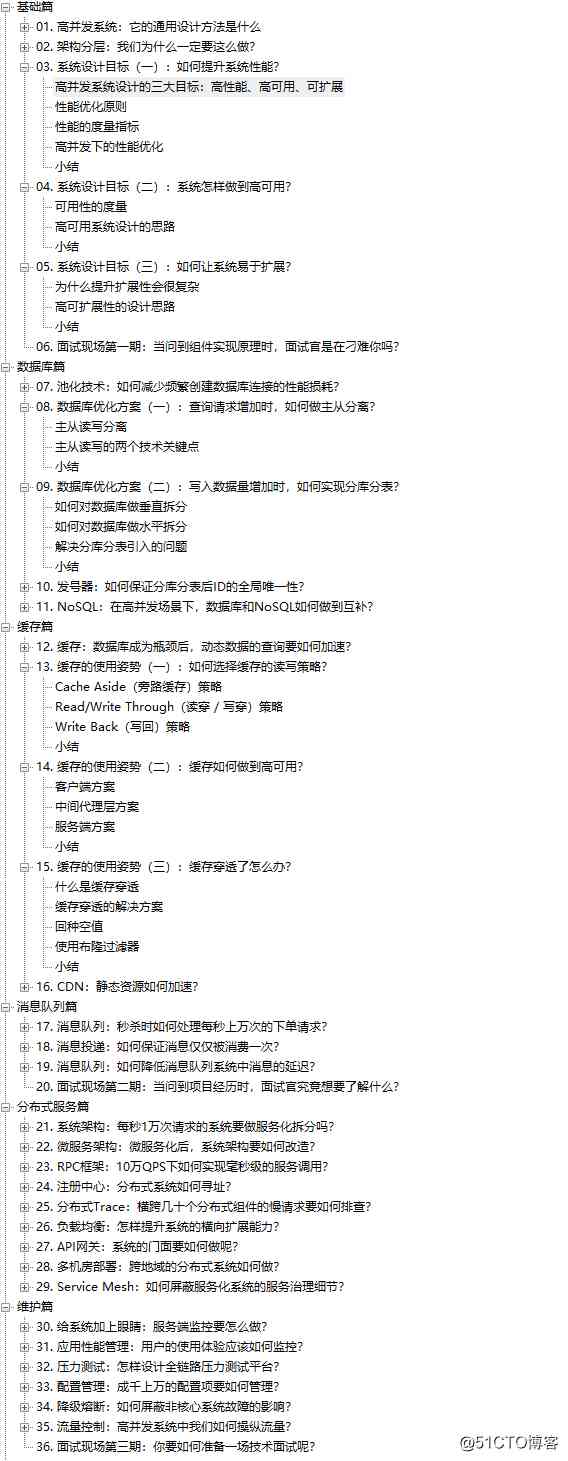 基础篇
01. 高并发系统：它的通用设计方法是什么
02. 架构分层：我们为什么一定要这么做？
03. 系统设计目标（一）：如何提升系统性能？
高并发系统设计的三大目标：高性能、高可用、可扩展
性能优化原则
性能的度量指标
高并发下的性能优化
小结
04. 系统设计目标（二）：系统怎样做到高可用？
可用性的度量
高可用系统设计的思路
小结
05. 系统设计目标（三）：如何让系统易于扩展？
为什么提升扩展性会很复杂
高可扩展性的设计思路
小结
06. 面试现场第一期：当问到组件实现原理时，面试官是在刁难你吗？
数据库篇
07. 池化技术：如何减少频繁创建数据库连接的性能损耗？
08. 数据库优化方案（一）：查询请求增加时，如何做主从分离？
主从读写分离
主从读写的两个技术关键点
小结
09. 数据库优化方案（二）：写入数据量增加时，如何实现分库分表？
如何对数据库做垂直拆分
如何对数据库做水平拆分
解决分库分表引入的问题
小结
10. 发号器：如何保证分库分表后ID的全局唯一性？
11. NoSQL：在高并发场景下，数据库和NoSQL如何做到互补？
缓存篇
12. 缓存：数据库成为瓶颈后，动态数据的查询要如何加速？
13. 缓存的使用姿势（一）：如何选择缓存的读写策略？
Cache Aside（旁路缓存）策略
Read/Write Through（读穿 / 写穿）策略
Write Back（写回）策略
小结
14. 缓存的使用姿势（二）：缓存如何做到高可用？
客户端方案
中间代理层方案
服务端方案
小结
15. 缓存的使用姿势（三）：缓存穿透了怎么办？
什么是缓存穿透
缓存穿透的解决方案
回种空值
使用布隆过滤器
小结
16. CDN：静态资源如何加速？
消息队列篇
17. 消息队列：秒杀时如何处理每秒上万次的下单请求？
18. 消息投递：如何保证消息仅仅被消费一次？
19. 消息队列：如何降低消息队列系统中消息的延迟？
20. 面试现场第二期：当问到项目经历时，面试官究竟想要了解什么？
分布式服务篇
21. 系统架构：每秒1万次请求的系统要做服务化拆分吗？
22. 微服务架构：微服务化后，系统架构要如何改造？
23. RPC框架：10万QPS下如何实现毫秒级的服务调用？
24. 注册中心：分布式系统如何寻址？
25. 分布式Trace：横跨几十个分布式组件的慢请求要如何排查？
26. 负载均衡：怎样提升系统的横向扩展能力？
27. API网关：系统的门面要如何做呢？
28. 多机房部署：跨地域的分布式系统如何做？
29. Service Mesh：如何屏蔽服务化系统的服务治理细节？
维护篇
30. 给系统加上眼睛：服务端监控要怎么做？
31. 应用性能管理：用户的使用体验应该如何监控？
32. 压力测试：怎样设计全链路压力测试平台？
33. 配置管理：成千上万的配置项要如何管理？
34. 降级熔断：如何屏蔽非核心系统故障的影响？
35. 流量控制：高并发系统中我们如何操纵流量？
36. 面试现场第三期：你要如何准备一场技术面试呢？
@51CTO博客